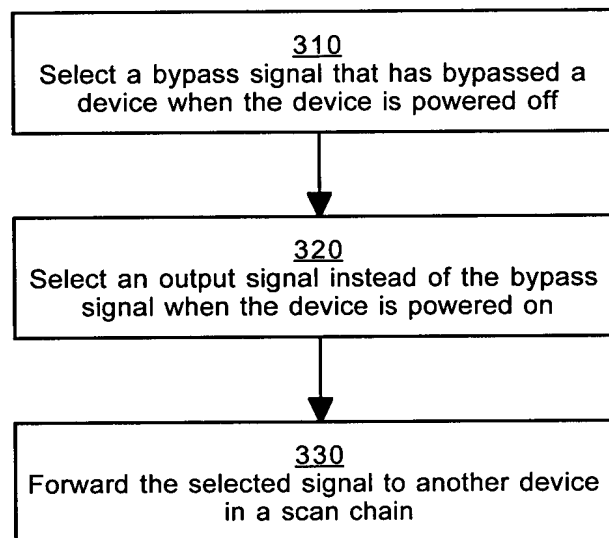 310
Select a bypass signal that has bypassed a
device when the device is powered off
320
Select an output signal instead of the bypass
signal when the device is powered on
330
Forward the selected signal to another device
in a scan chain